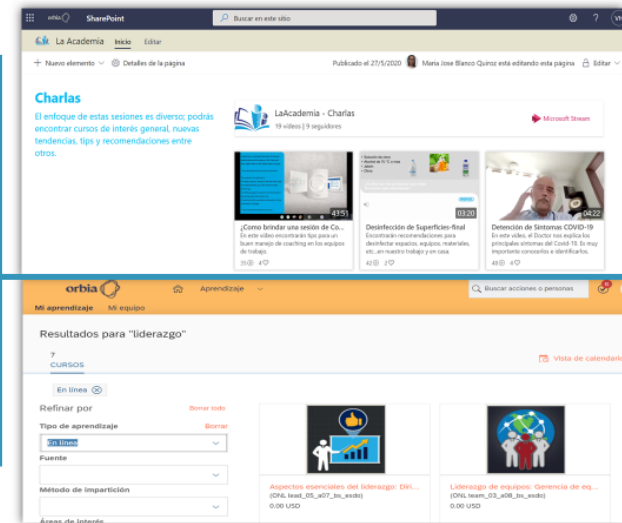 orbia SharePoint Buscar en este sitio ?
La Academia Inicio Editar
+ Nuevo elemento Detalles de la página Publicado el 27/5/2020 Maria Jose Blanco Quiroz está editando esta página Editar
Charlas
El enfoque de estas sesiones es diverso; podrás
encontrar cursos de interés general, nuevas
tendencias, tips y recomendaciones entre
otros.
LaAcademia - Charlas
19 videos | 9 seguidores
Microsoft Stream
43:51
03:20
04:22
¿Como brindar una sesión de Co...
En este video encontrarán tips para un
buen manejo de coaching en los equipos
de trabajo.
Desinfección de Superficies-final
Encontrarán recomendaciones para
desinfectar espacios, equipos, materiales,
etc...en nuestro trabajo y en casa.
42 2
Detención de Síntomas COVID-19
En este video, el Doctor nos explica los
principales síntomas del Covid-19. Es muy
importante conocerlos e identificarlos.
orbia Aprendizaje Buscar acciones o personas
Mi aprendizaje Mi equipo
Resultados para "liderazgo"
7
CURSOS
Vista de calendario
En línea
Refinar por Borrar todo
Tipo de aprendizaje Borrar
En línea
Fuente
Método de impartición
Áreas de interés
Aspectos esenciales del liderazgo: Diri...
(ONL lead_05_a07_bs_esdo)
0.00 USD
Liderazgo de equipos: Gerencia de eq...
(ONL team_03_a08_bs_esdo)
0.00 USD